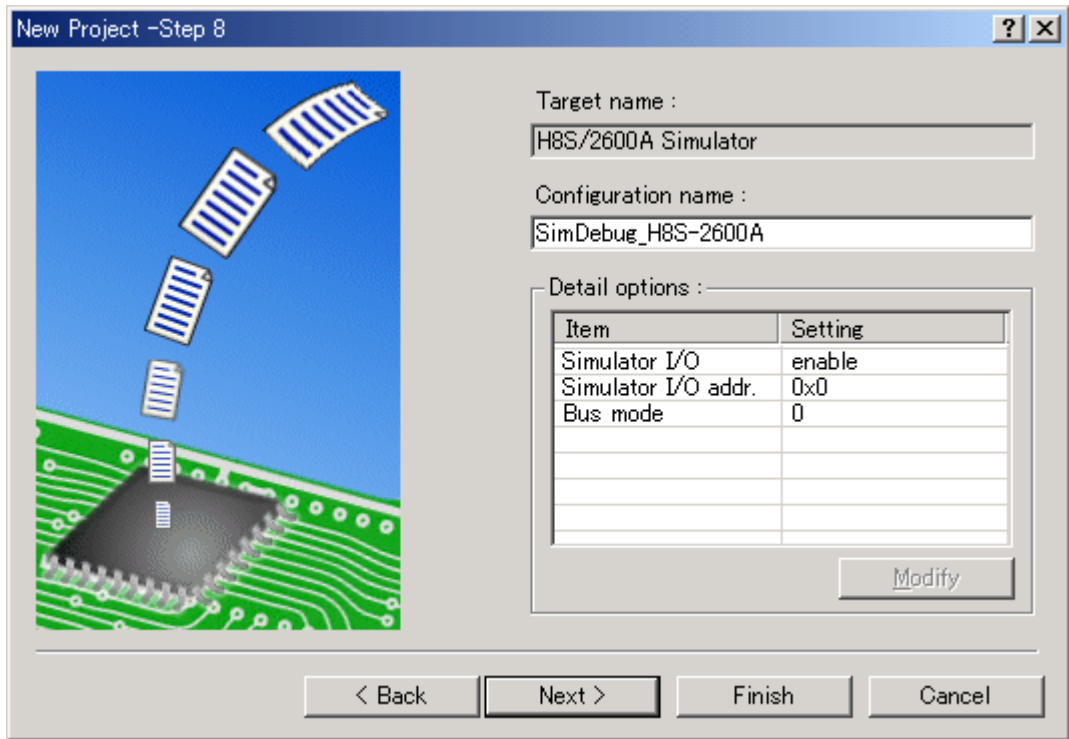 New Project -Step 8
Target name :
H8S/2600A Simulator
Configuration name :
SimDebug_H8S-2600A
Detail options :
Item Setting
Simulator I/O enable
Simulator I/O addr. 0x0
Bus mode 0
Modify
< Back Next > Finish Cancel